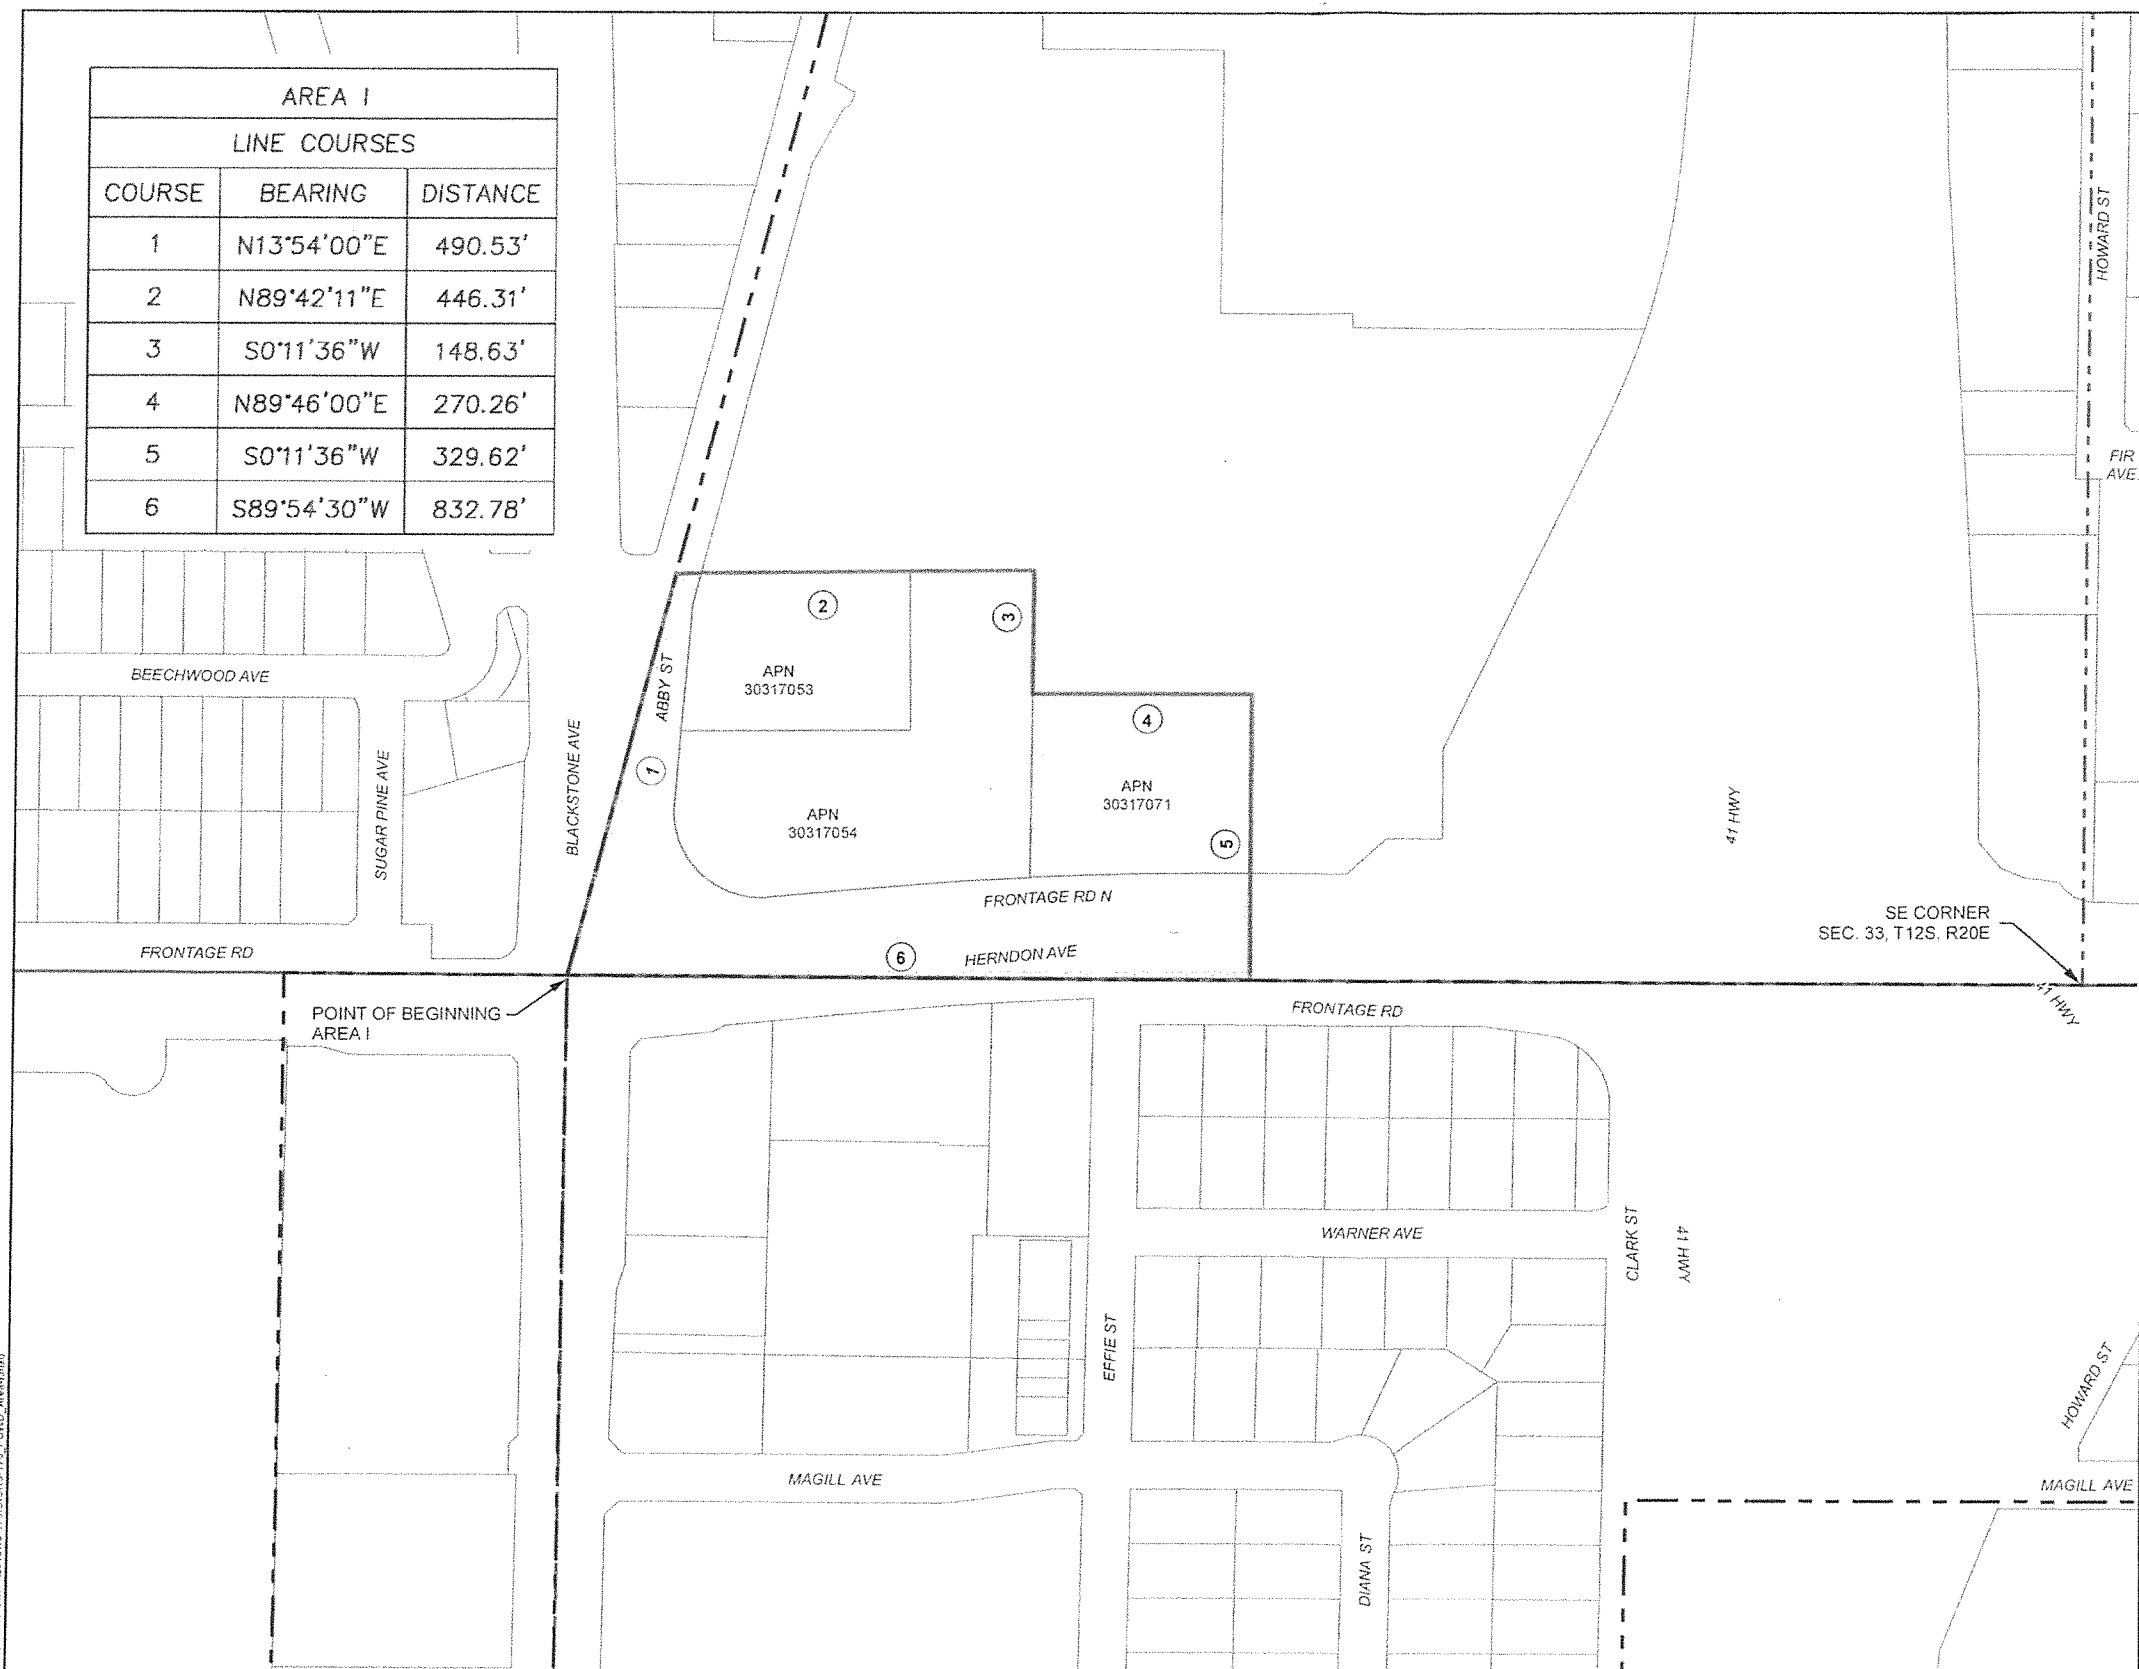 AREA I
LINE COURSES
COURSE BEARING DISTANCE
1 N13°54'00"E 490.53'
2 N89°42'11"E 446.31'
3 S0°11'36"W 148.63'
4 N89°46'00"E 270.26'
5 S0°11'36"W 329.62'
6 S89°54'30"W 832.78'
HOWARD ST
FIR
AVE
2
3
BEECHWOOD AVE
ABBY ST
APN
30317053
4
BLACKSTONE AVE
SUGAR PINE AVE
1
APN
30317071
APN
30317054
5
41 HWY
FRONTAGE RD N
SE CORNER
SEC. 33, T12S, R20E
FRONTAGE RD
6
HERNDON AVE
41 HWY
POINT OF BEGINNING
AREA I
FRONTAGE RD
WARNER AVE
CLARK ST
41 HWY
EFFIE ST
HOWARD ST
MAGILL AVE
MAGILL AVE
DIANA ST